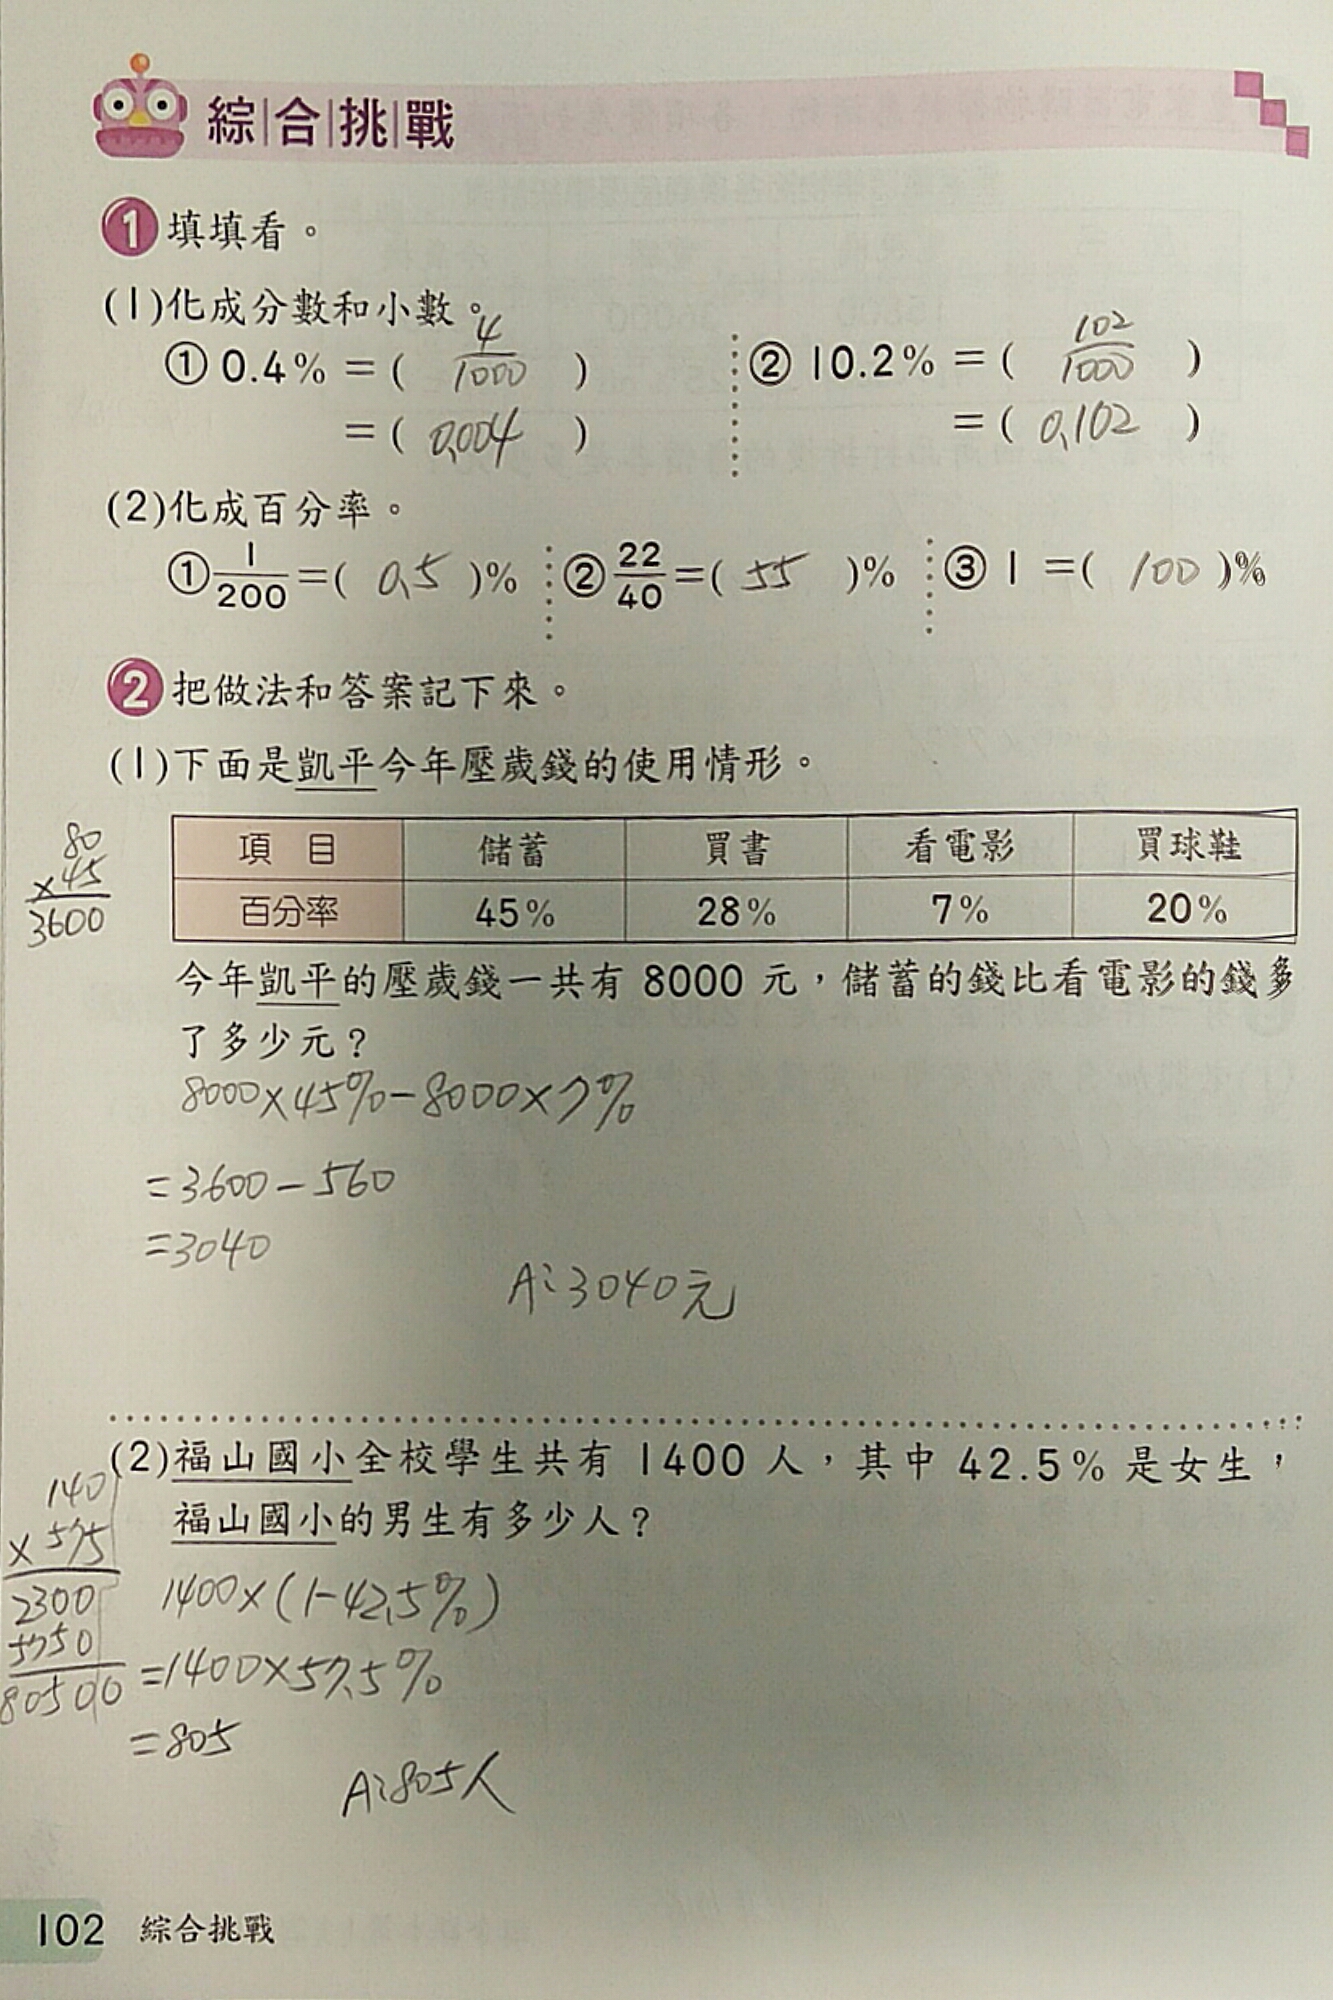 綜合挑戰
1 填填看。
(1)化成分數和小數。
① 0.4% = ( 4/1000 ) ② 10.2% = ( 102/1000 )
= ( 0.004 ) = ( 0.102 )
(2)化成百分率。
① 1/200 = ( 0.5 )% ② 22/40 = ( 55 )% ③ 1 = ( 100 )%
2 把做法和答案記下來。
(1)下面是凱平今年壓歲錢的使用情形。
項目 儲蓄 買書 看電影 買球鞋
百分率 45% 28% 7% 20%
80
×45
3600
今年凱平的壓歲錢一共有 8000 元，儲蓄的錢比看電影的錢多
了多少元？
8000×45%-8000×7%
=3600-560
=3040
A:3040元
(2)福山國小全校學生共有 1400 人，其中 42.5% 是女生，
福山國小的男生有多少人？
140
×575
2300
5750
80500
1400×(1-42.5%)
=1400×57.5%
=805
A:805人
102 綜合挑戰